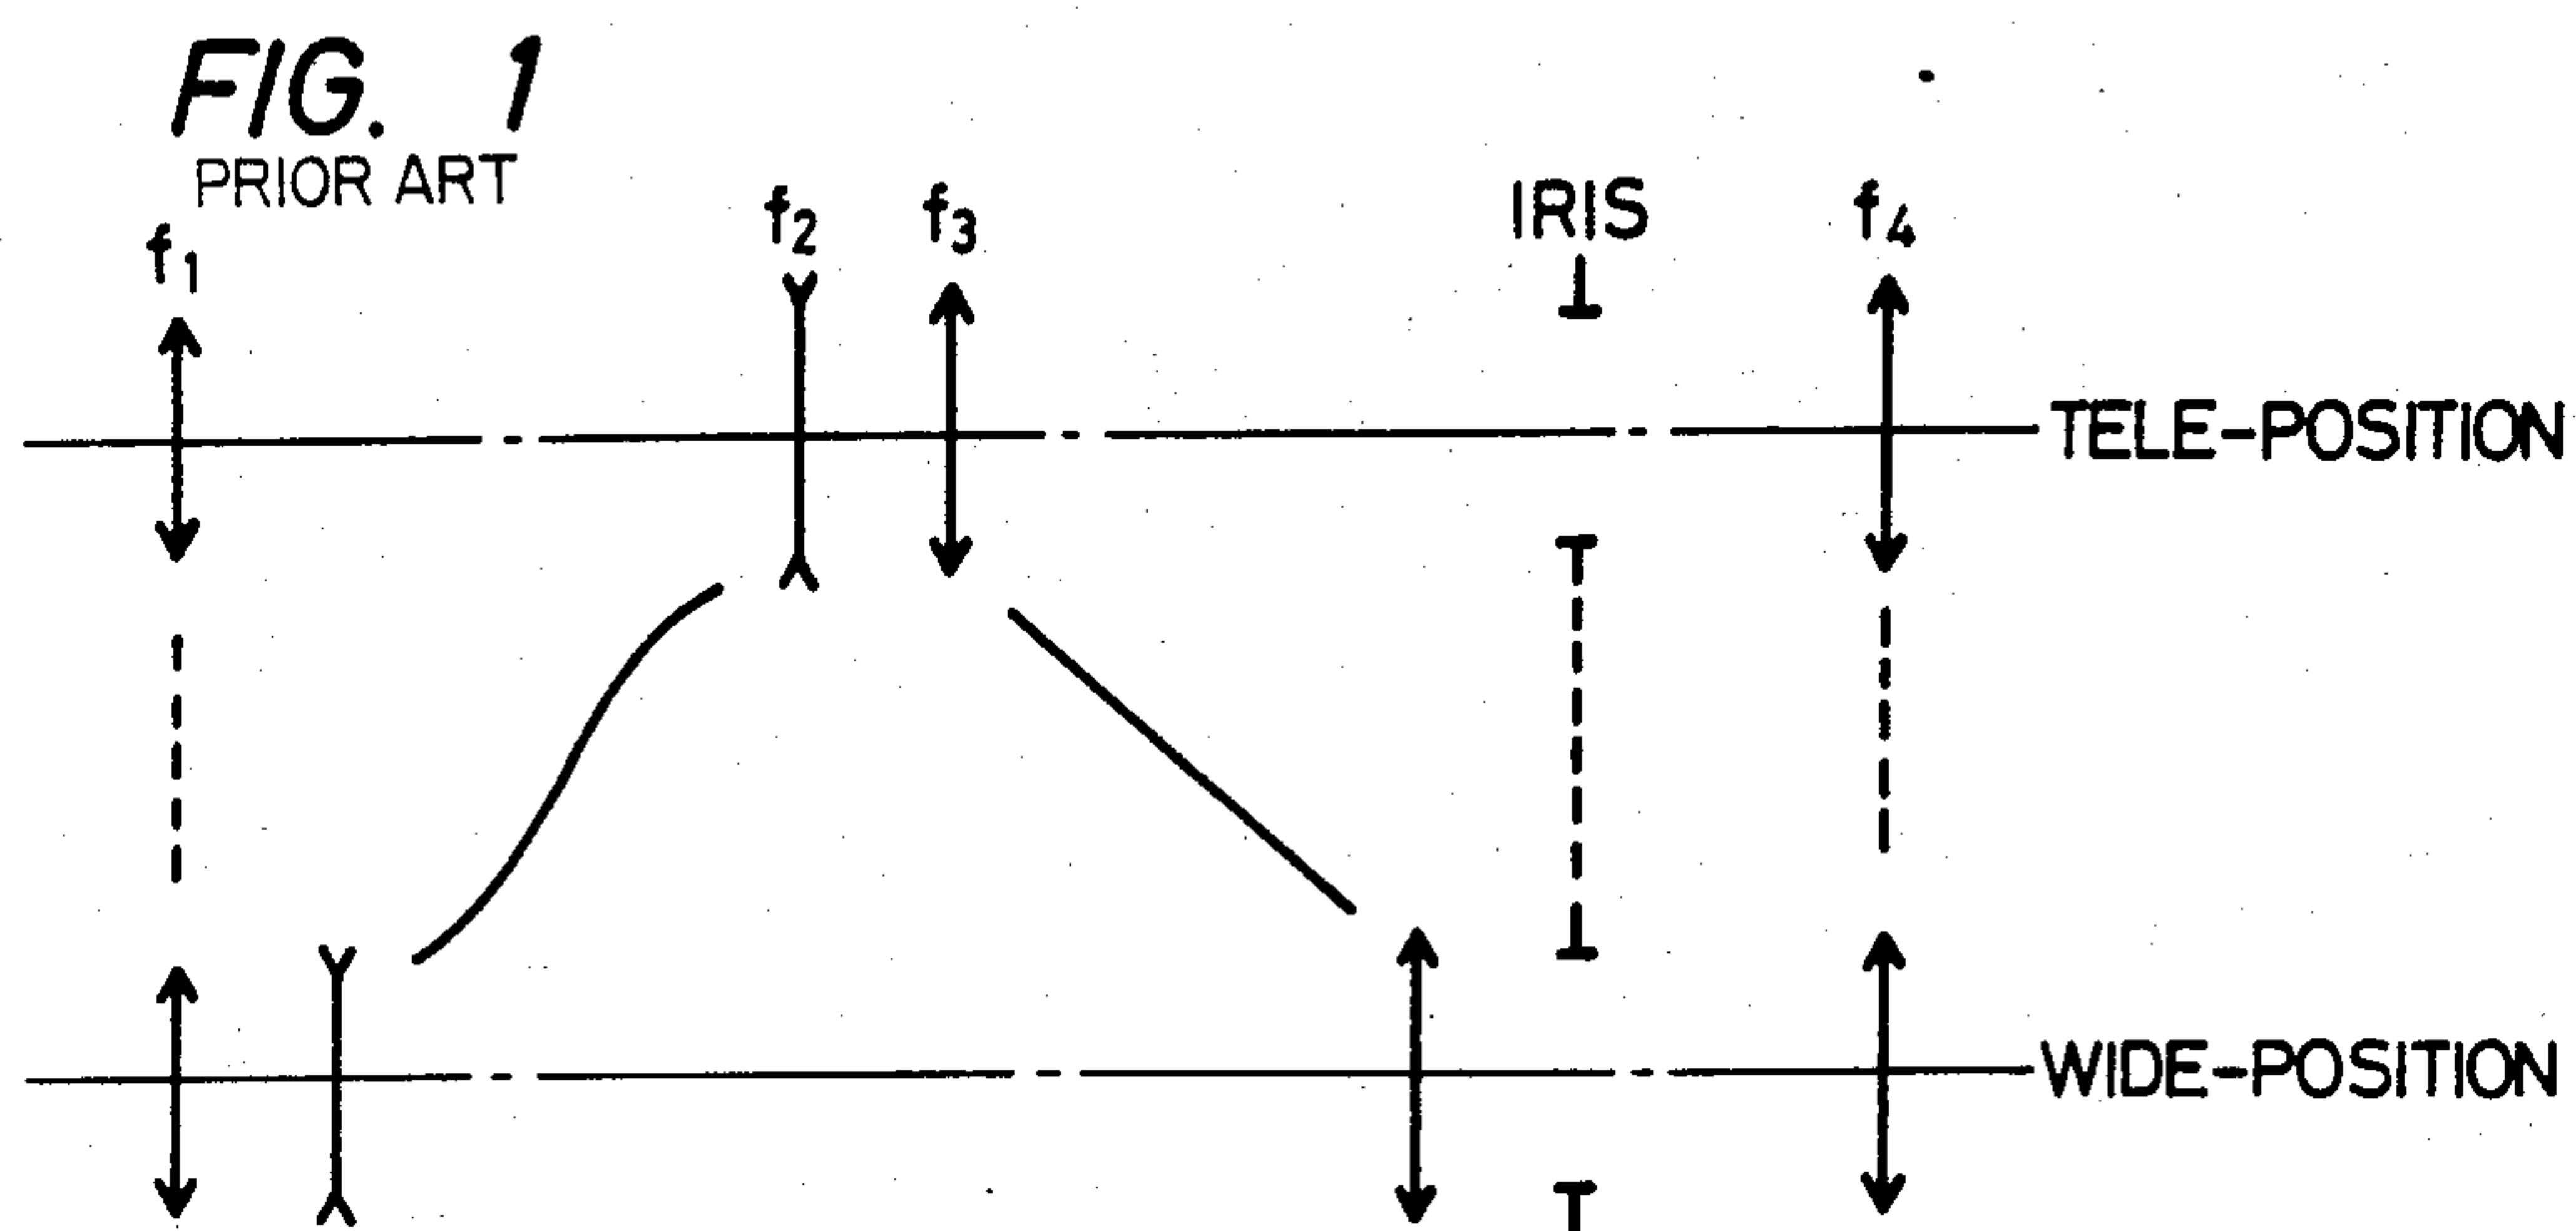 FIG. 1
PRIOR ART
f1 f2 f3 IRIS f4
TELE-POSITION
WIDE-POSITION